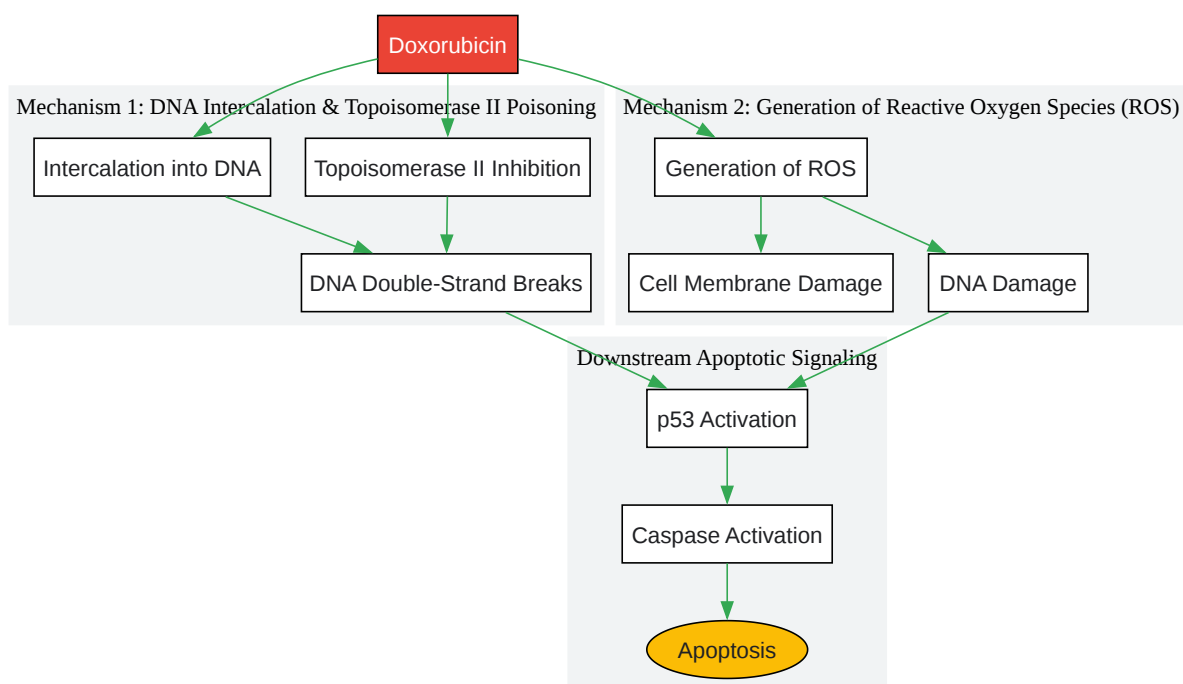 Doxorubicin
Mechanism 1: DNA Intercalation & Topoisomerase II Poisoning
Mechanism 2: Generation of Reactive Oxygen Species (ROS)
Intercalation into DNA
Topoisomerase II Inhibition
Generation of ROS
DNA Double-Strand Breaks
Cell Membrane Damage
DNA Damage
Downstream Apoptotic Signaling
p53 Activation
Caspase Activation
Apoptosis